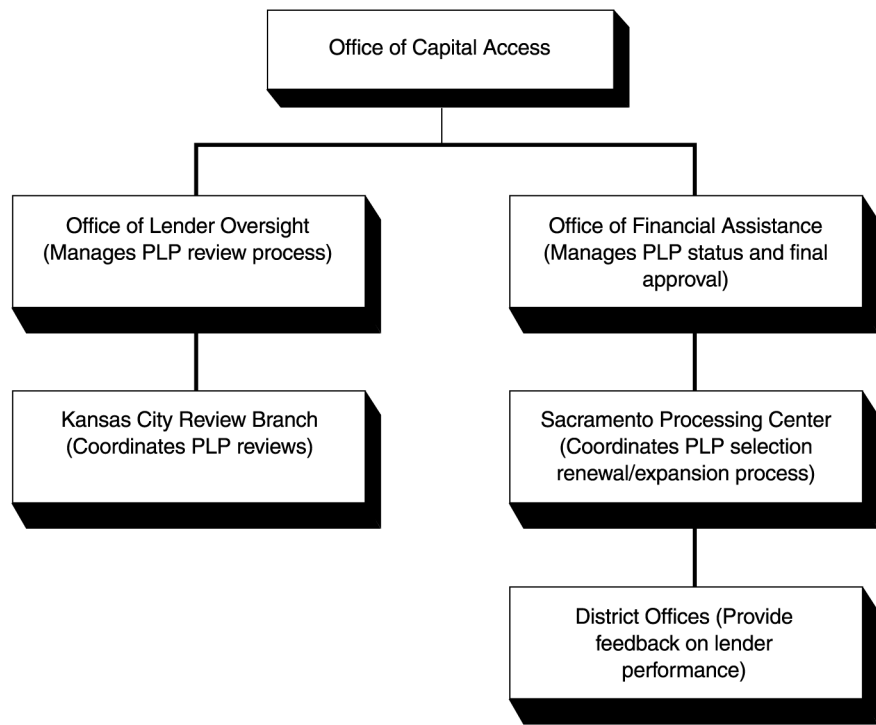 Office of Capital Access
Office of Lender Oversight
(Manages PLP review process)
Office of Financial Assistance
(Manages PLP status and final
approval)
Kansas City Review Branch
(Coordinates PLP reviews)
Sacramento Processing Center
(Coordinates PLP selection
renewal/expansion process)
District Offices (Provide
feedback on lender
performance)